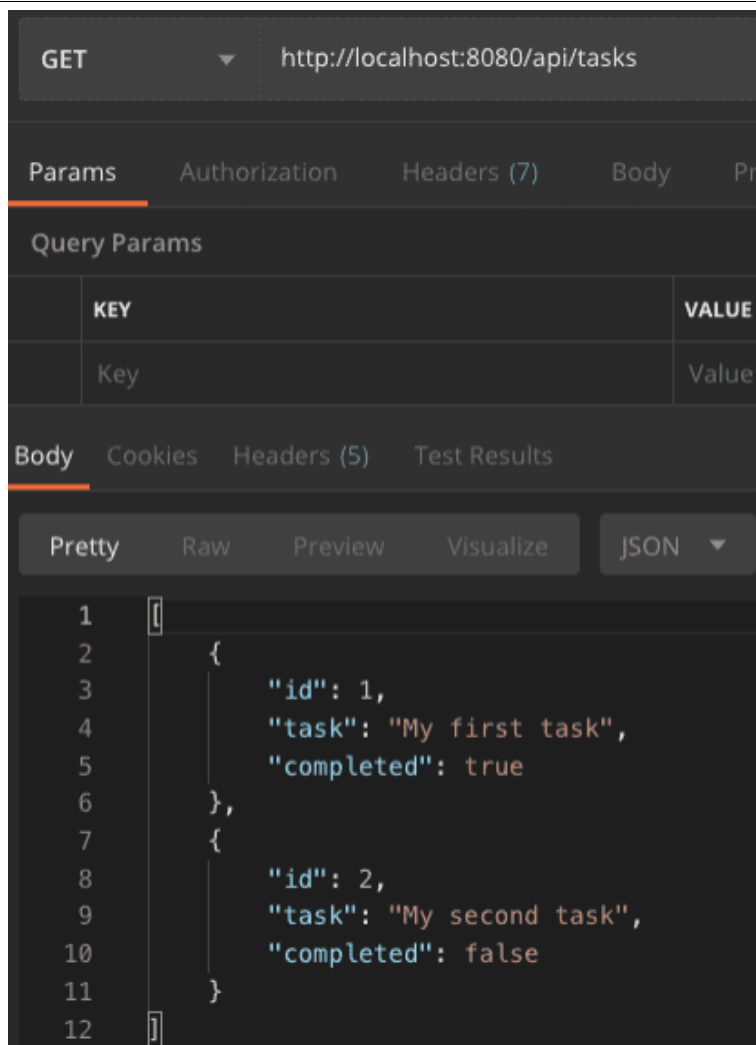 GET http://localhost:8080/api/tasks
Params Authorization Headers (7) Body Pr
Query Params
KEY VALUE
Key Value
Body Cookies Headers (5) Test Results
Pretty Raw Preview Visualize JSON
1 [
2 {
3 "id": 1,
4 "task": "My first task",
5 "completed": true
6 },
7 {
8 "id": 2,
9 "task": "My second task",
10 "completed": false
11 }
12 ]